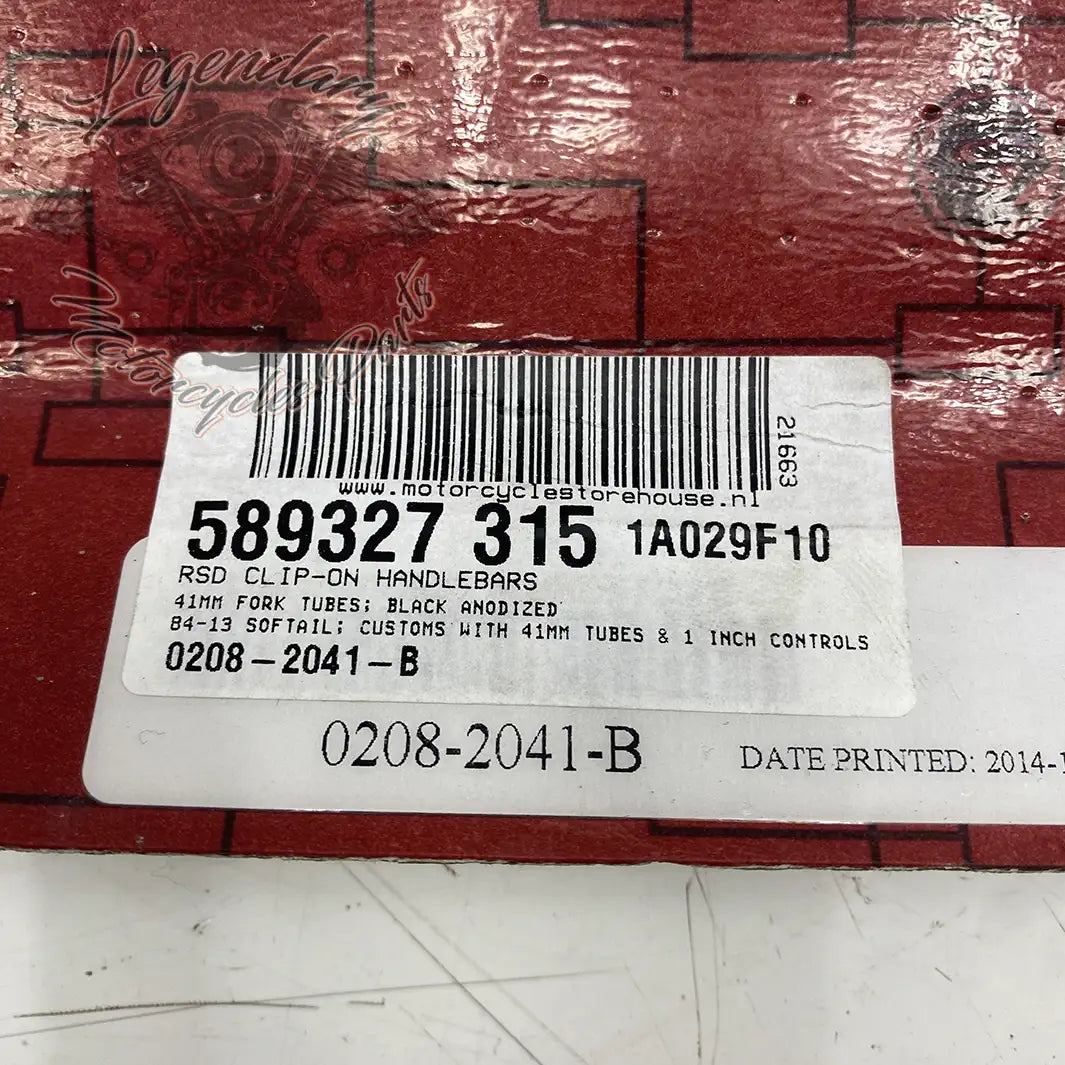 Legendary
Motorcycles Parts
21663
www.motorcyclestorehouse.nl
589327 315 1A029F10
RSD CLIP-ON HANDLEBARS
41MM FORK TUBES; BLACK ANODIZED
84-13 SOFTAIL; CUSTOMS WITH 41MM TUBES & 1 INCH CONTROLS
0208-2041-B
0208-2041-B
DATE PRINTED: 2014-1